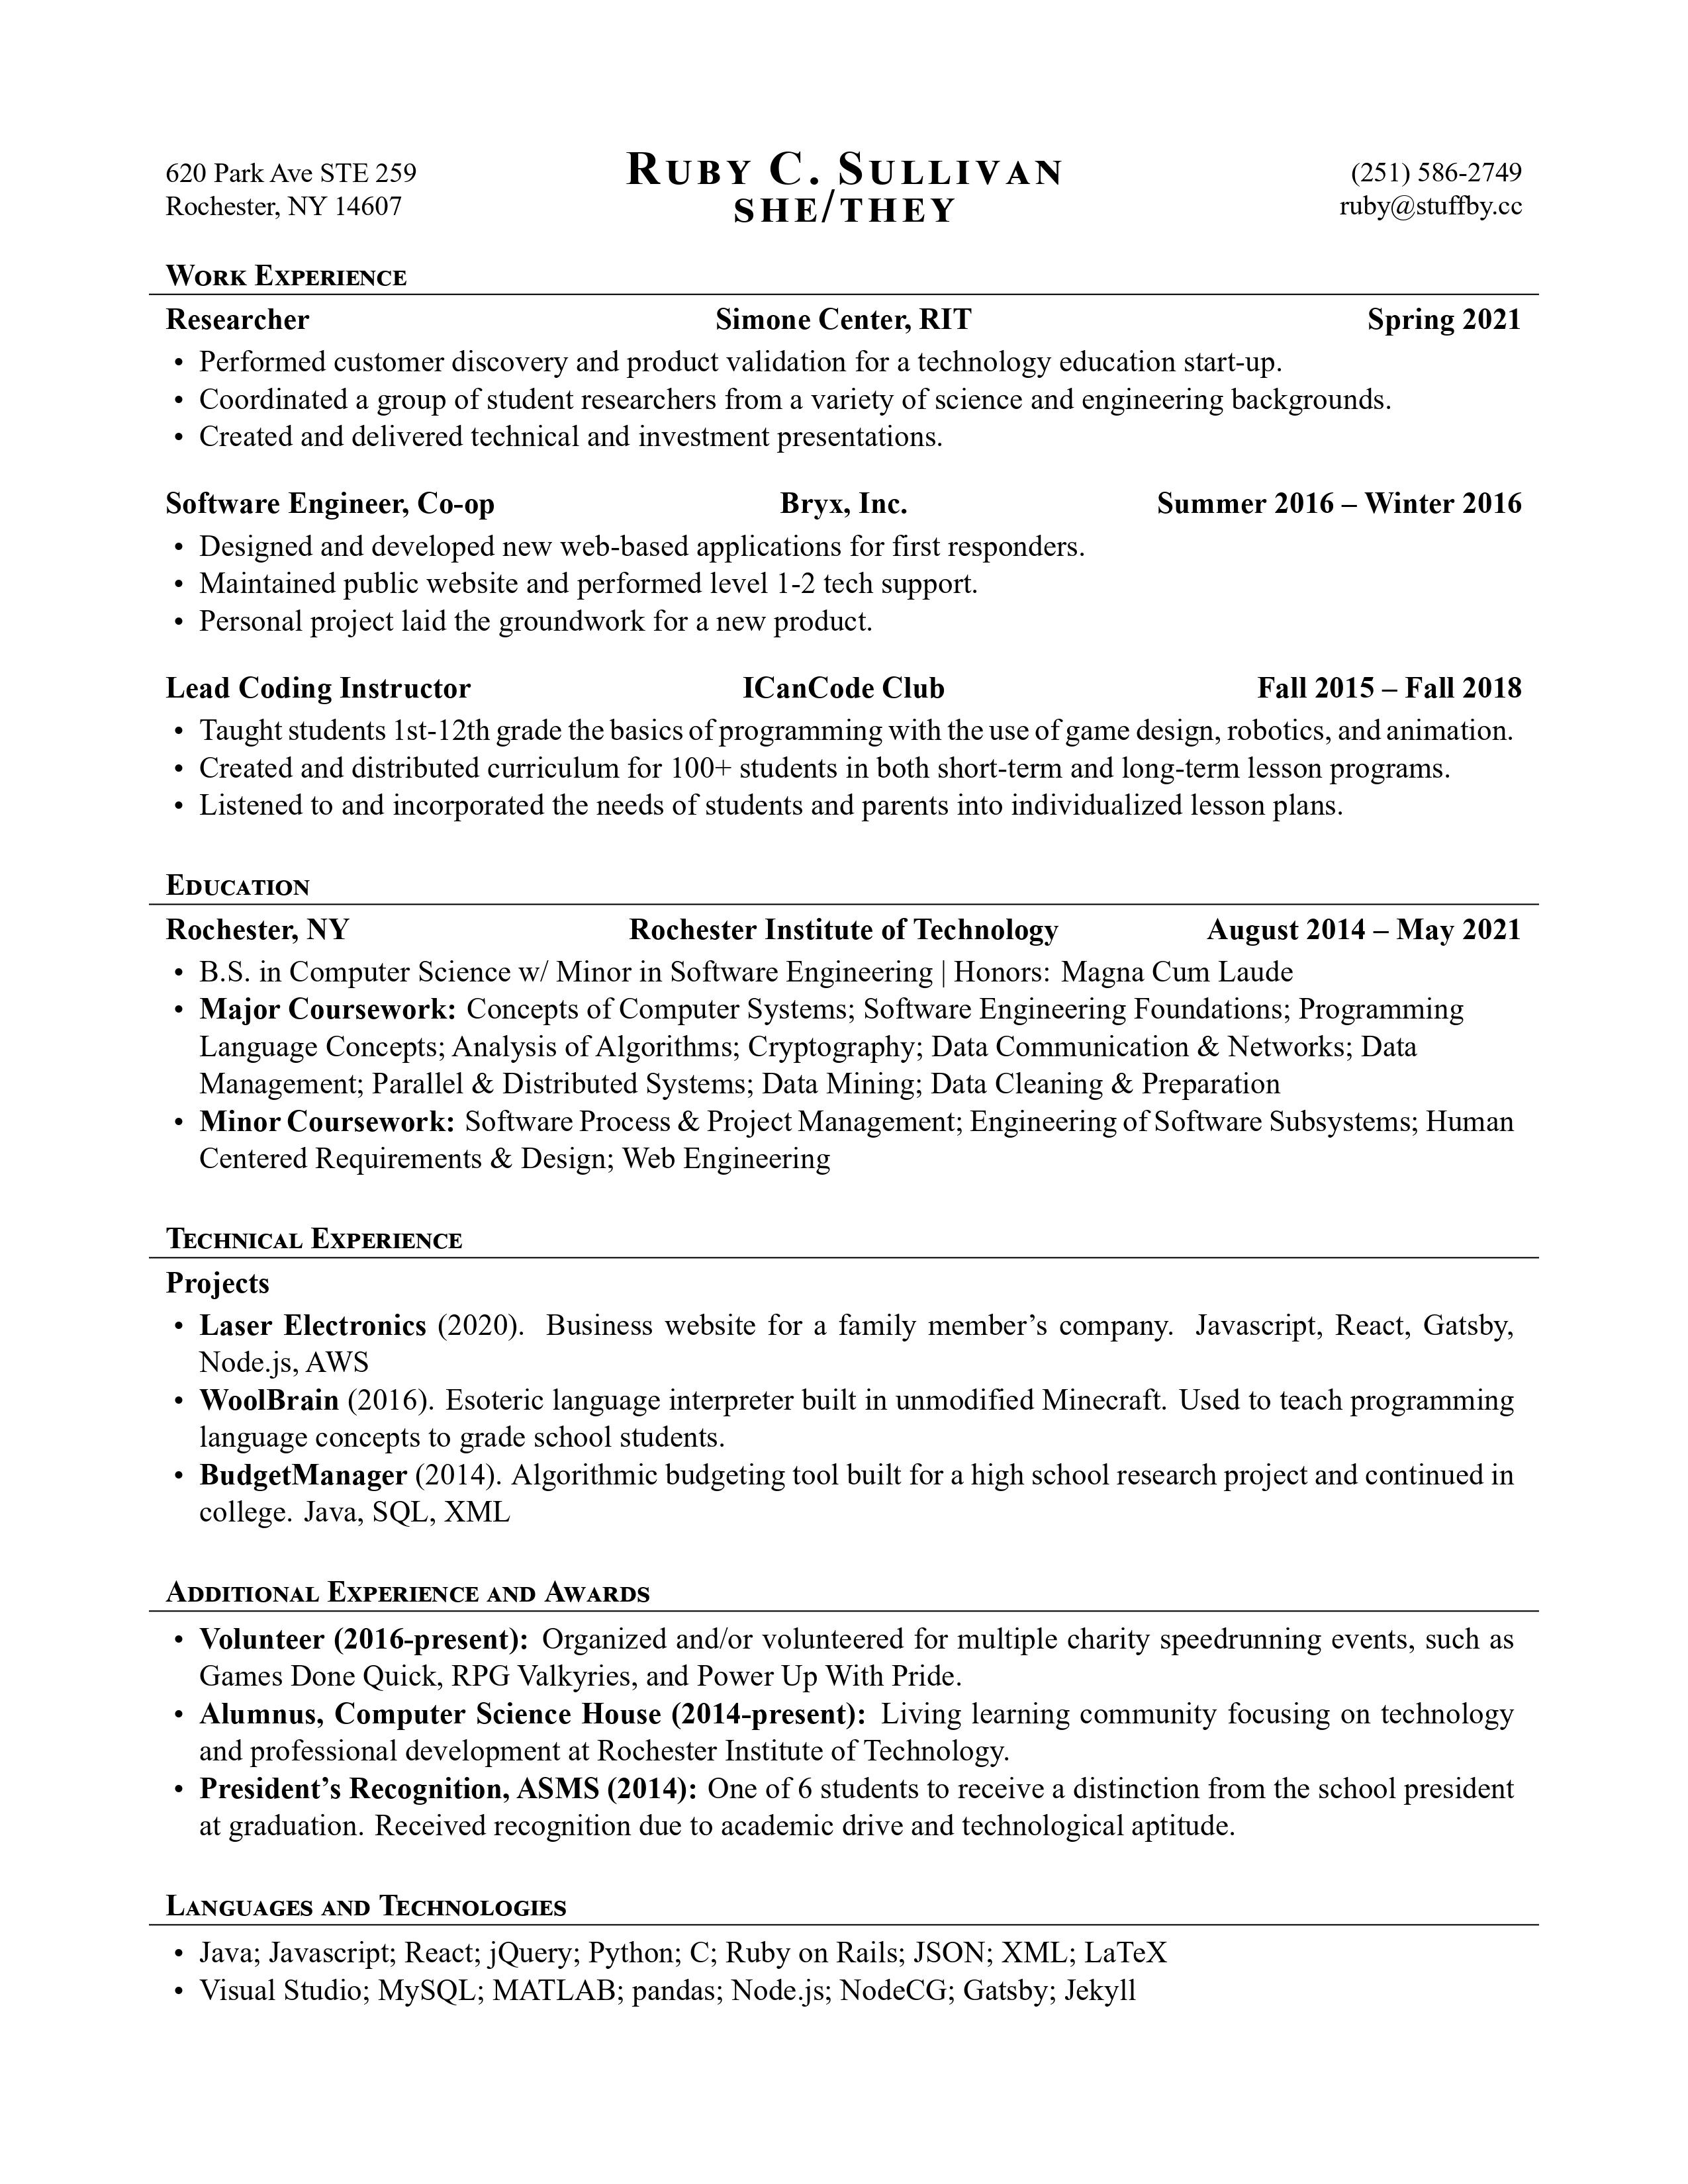 620 Park Ave STE 259
Rochester, NY 14607
Ruby C. Sullivan
she/they
(251) 586-2749
ruby@stuffby.cc
Work Experience
Researcher Simone Center, RIT Spring 2021
• Performed customer discovery and product validation for a technology education start-up.
• Coordinated a group of student researchers from a variety of science and engineering backgrounds.
• Created and delivered technical and investment presentations.
Software Engineer, Co-op Bryx, Inc. Summer 2016 – Winter 2016
• Designed and developed new web-based applications for first responders.
• Maintained public website and performed level 1-2 tech support.
• Personal project laid the groundwork for a new product.
Lead Coding Instructor ICanCode Club Fall 2015 – Fall 2018
• Taught students 1st-12th grade the basics of programming with the use of game design, robotics, and animation.
• Created and distributed curriculum for 100+ students in both short-term and long-term lesson programs.
• Listened to and incorporated the needs of students and parents into individualized lesson plans.
Education
Rochester, NY Rochester Institute of Technology August 2014 – May 2021
• B.S. in Computer Science w/ Minor in Software Engineering | Honors: Magna Cum Laude
• Major Coursework: Concepts of Computer Systems; Software Engineering Foundations; Programming
Language Concepts; Analysis of Algorithms; Cryptography; Data Communication & Networks; Data
Management; Parallel & Distributed Systems; Data Mining; Data Cleaning & Preparation
• Minor Coursework: Software Process & Project Management; Engineering of Software Subsystems; Human
Centered Requirements & Design; Web Engineering
Technical Experience
Projects
• Laser Electronics (2020). Business website for a family member’s company. Javascript, React, Gatsby,
Node.js, AWS
• WoolBrain (2016). Esoteric language interpreter built in unmodified Minecraft. Used to teach programming
language concepts to grade school students.
• BudgetManager (2014). Algorithmic budgeting tool built for a high school research project and continued in
college. Java, SQL, XML
Additional Experience and Awards
• Volunteer (2016-present): Organized and/or volunteered for multiple charity speedrunning events, such as
Games Done Quick, RPG Valkyries, and Power Up With Pride.
• Alumnus, Computer Science House (2014-present): Living learning community focusing on technology
and professional development at Rochester Institute of Technology.
• President’s Recognition, ASMS (2014): One of 6 students to receive a distinction from the school president
at graduation. Received recognition due to academic drive and technological aptitude.
Languages and Technologies
• Java; Javascript; React; jQuery; Python; C; Ruby on Rails; JSON; XML; LaTeX
• Visual Studio; MySQL; MATLAB; pandas; Node.js; NodeCG; Gatsby; Jekyll